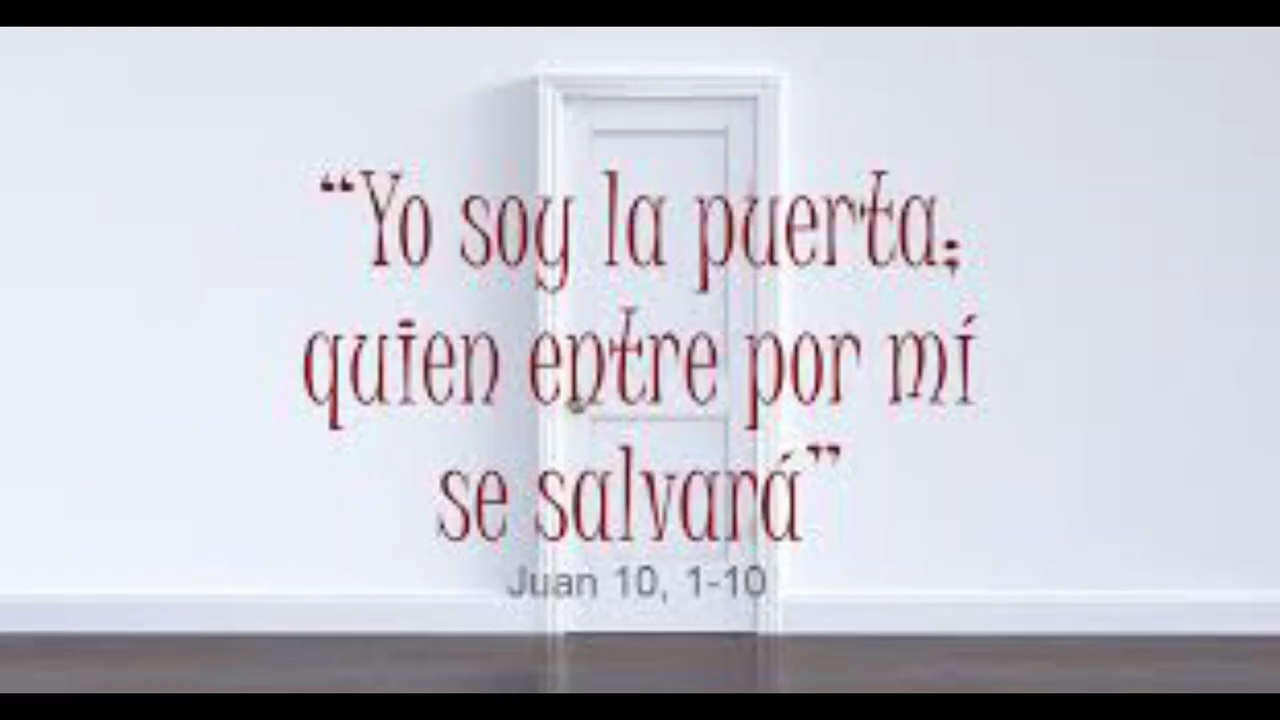 “Yo soy la puerta;
quien entre por mí
se salvará”
Juan 10, 1-10